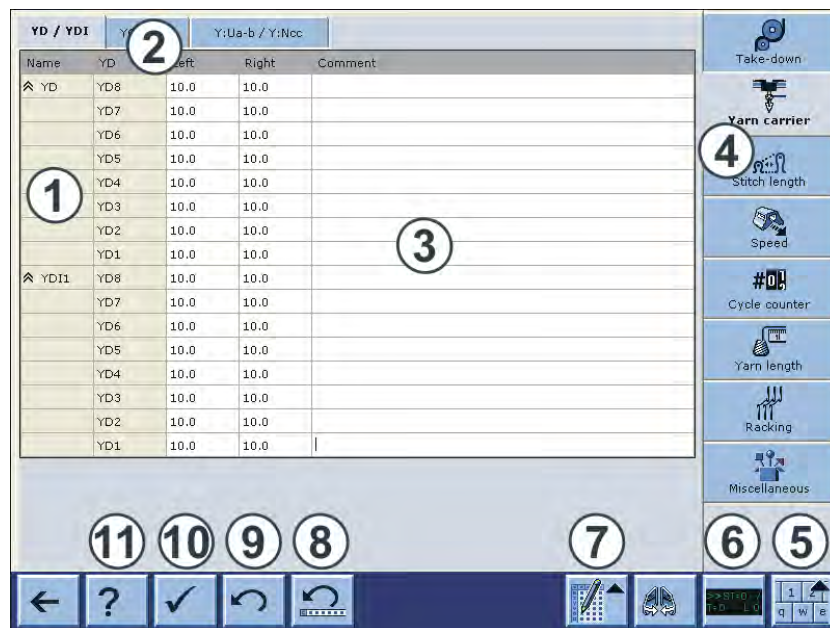 YD / YDI Y:Ua-b / Y:Ncc
Name YD Right Comment
YD YD8 10.0 10.0
YD7 10.0 10.0
YD6 10.0 10.0
YD5 10.0 10.0
YD4 10.0 10.0
YD3 10.0 10.0
YD2 10.0 10.0
YD1 10.0 10.0
YDI1 YD8 10.0 10.0
YD7 10.0 10.0
YD6 10.0 10.0
YD5 10.0 10.0
YD4 10.0 10.0
YD3 10.0 10.0
YD2 10.0 10.0
YD1 10.0 10.0
1
2
3
Take-down
Yarn carrier
4
Stitch length
Speed
#0!
Cycle counter
Yarn length
Racking
Miscellaneous
11 10 9 8 7 6 5
?
1 2
q w e